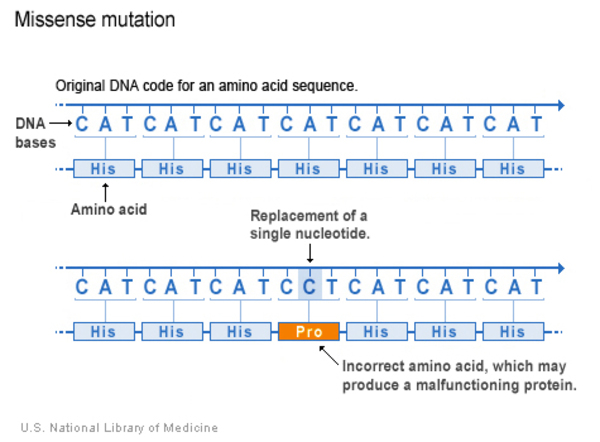 Missense mutation
Original DNA code for an amino acid sequence.
DNA bases
C A T C A T C A T C A T C A T C A T C A T
His His His His His His His
Amino acid
Replacement of a
single nucleotide.
C A T C A T C A T C C T C A T C A T C A T
His His His Pro His His His
Incorrect amino acid, which may
produce a malfunctioning protein.
U.S. National Library of Medicine